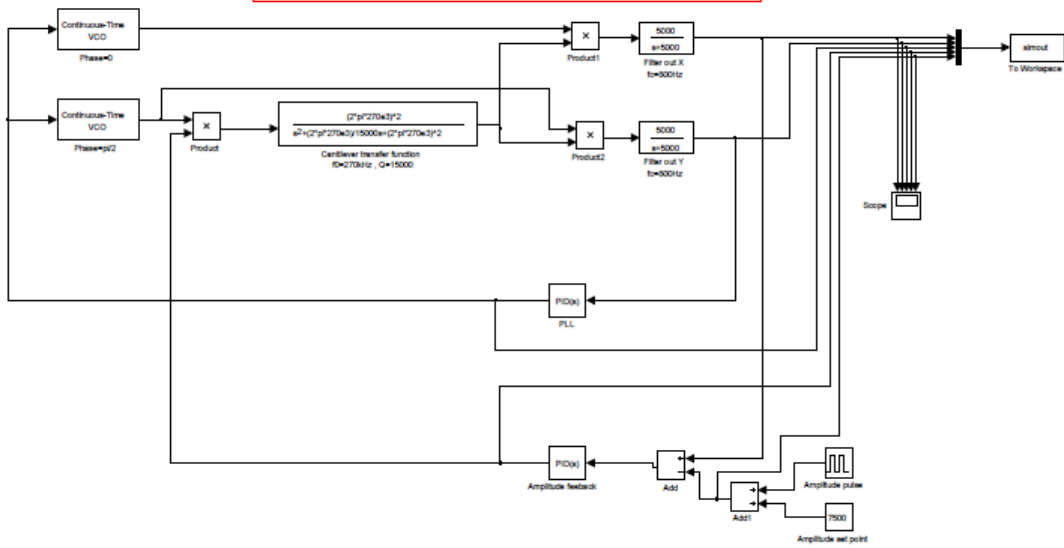 Continuous-Time
VCO
Phase=0
×
Product1
5000
s+5000
Filter out X
fo=800Hz
simout
To Workspace
Continuous-Time
VCO
Phase=pi/2
×
Product
(2*pi*270e3)^2
s2+(2*pi*270e3)/15000s+(2*pi*270e3)^2
Cantilever transfer function
f0=270kHz , Q=15000
×
Product2
5000
s+5000
Filter out Y
fo=800Hz
Scope
PID(s)
PLL
PID(s)
Amplitude feeback
Add
Add1
Amplitude pulse
7500
Amplitude set point